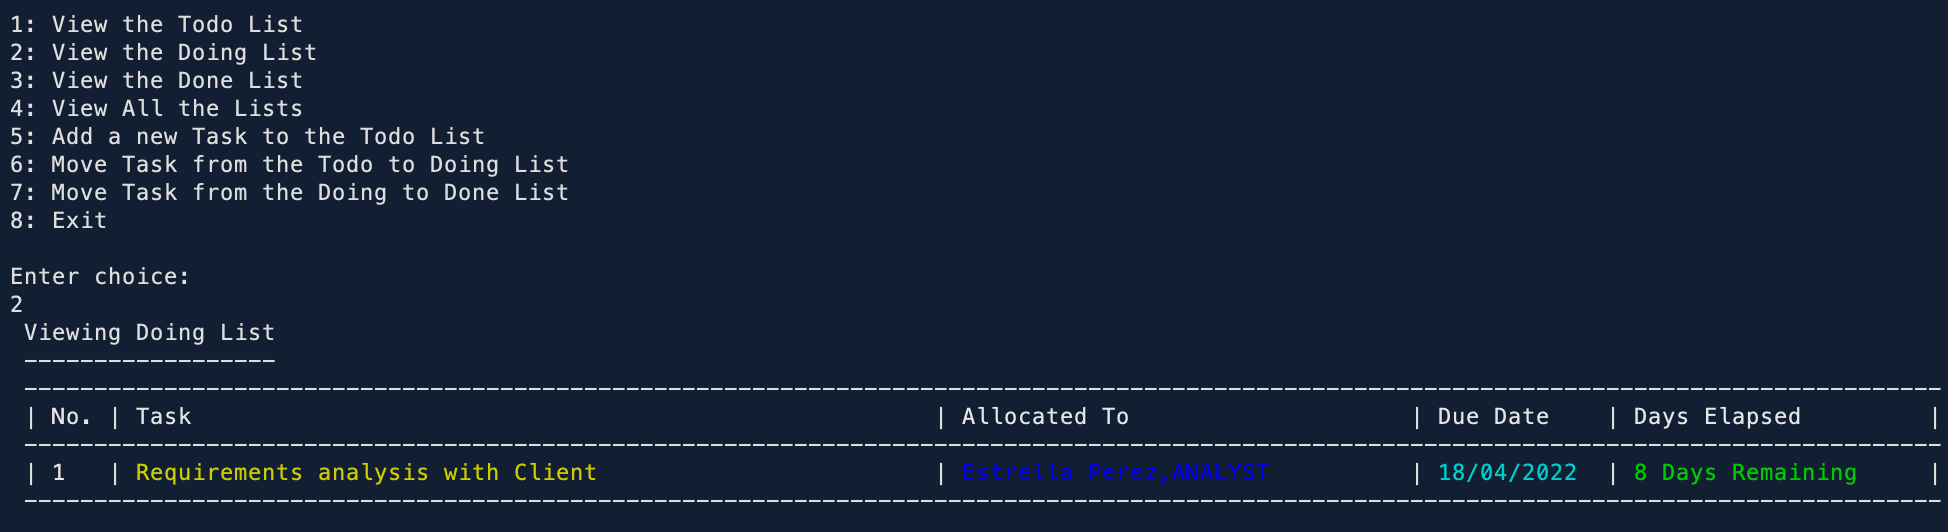 1: View the Todo List
2: View the Doing List
3: View the Done List
4: View All the Lists
5: Add a new Task to the Todo List
6: Move Task from the Todo to Doing List
7: Move Task from the Doing to Done List
8: Exit
Enter choice:
2
Viewing Doing List
------------------
-----------------------------------------------------------------------------------------------------------------------------------------
| No. | Task | Allocated To | Due Date | Days Elapsed |
-----------------------------------------------------------------------------------------------------------------------------------------
| 1 | Requirements analysis with Client | Estrella Perez,ANALYST | 18/04/2022 | 8 Days Remaining |
-----------------------------------------------------------------------------------------------------------------------------------------